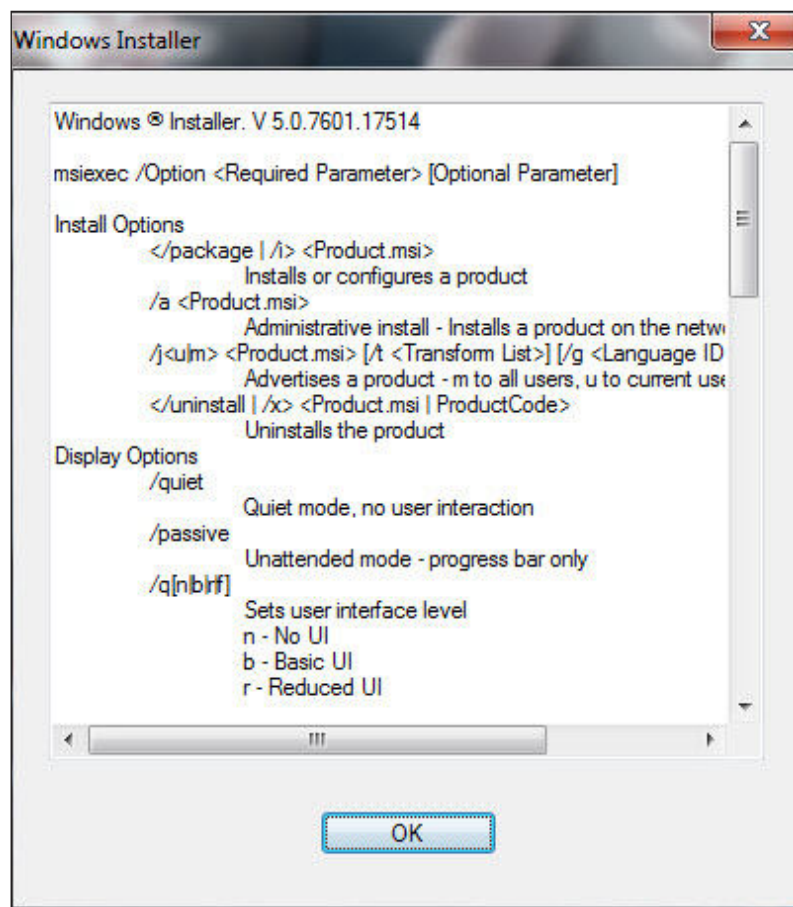 Windows Installer
Windows ® Installer. V 5.0.7601.17514
msiexec /Option <Required Parameter> [Optional Parameter]
Install Options
</package | /i> <Product.msi>
Installs or configures a product
/a <Product.msi>
Administrative install - Installs a product on the netw
/j<u|m> <Product.msi> [/t <Transform List>] [/g <Language ID
Advertises a product - m to all users, u to current use
</uninstall | /x> <Product.msi | ProductCode>
Uninstalls the product
Display Options
/quiet
Quiet mode, no user interaction
/passive
Unattended mode - progress bar only
/q[n|b|r|f]
Sets user interface level
n - No UI
b - Basic UI
r - Reduced UI
OK